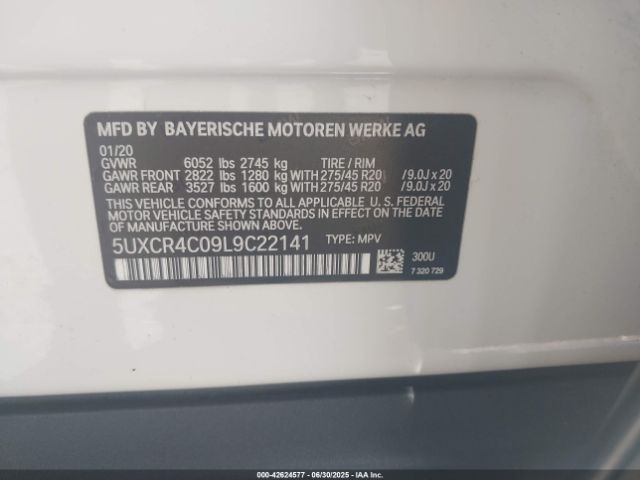 MFD BY BAYERISCHE MOTOREN WERKE AG
01/20
GVWR 6052 lbs 2745 kg TIRE / RIM
GAWR FRONT 2822 lbs 1280 kg WITH 275/45 R20 /9.0J x 20
GAWR REAR 3527 lbs 1600 kg WITH 275/45 R20 /9.0J x 20
THIS VEHICLE CONFORMS TO ALL APPLICABLE U. S. FEDERAL
MOTOR VEHICLE SAFETY STANDARDS IN EFFECT
ON THE DATE OF MANUFACTURE SHOWN ABOVE.
5UXCR4C09L9C22141 TYPE: MPV
300U
7 320 729
000-42624577 - 06/30/2025 - IAA Inc.